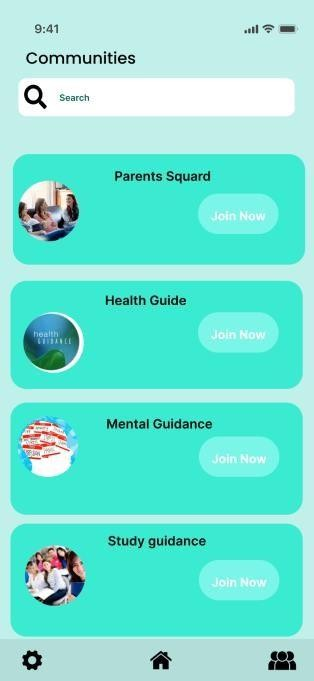 9:41
Communities
Search
Parents Squard
Join Now
Health Guide
health
GUIDANCE
Join Now
Mental Guidance
Join Now
Study guidance
Join Now